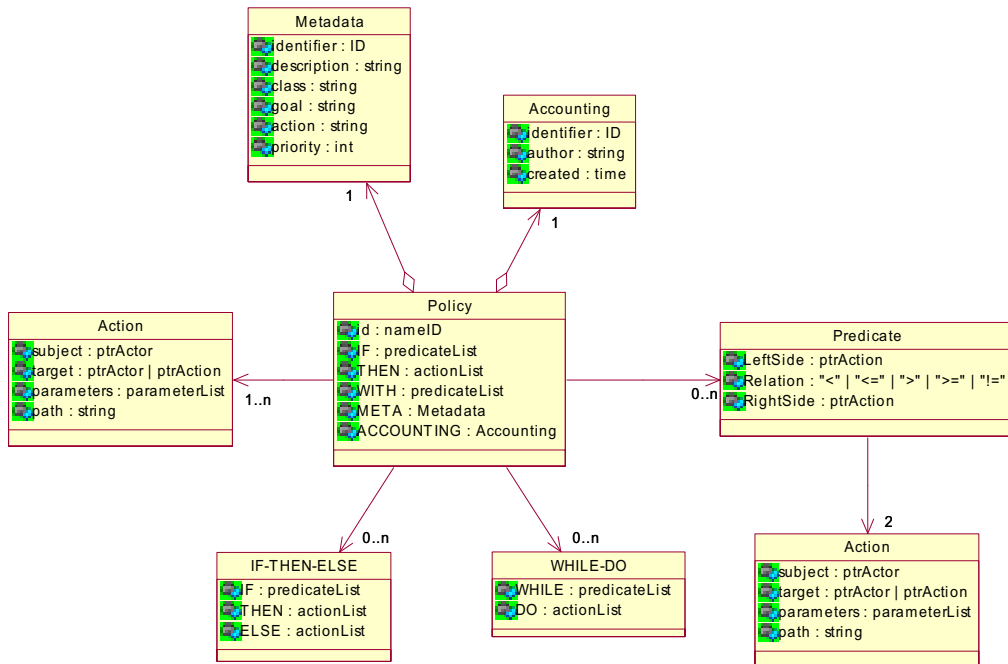 Metadata
identifier : ID
description : string
class : string
goal : string
action : string
priority : int
1
Accounting
identifier : ID
author : string
created : time
1
Action
subject : ptrActor
target : ptrActor | ptrAction
parameters : parameterList
path : string
1..n
Policy
id : nameID
IF : predicateList
THEN : actionList
WITH : predicateList
META : Metadata
ACCOUNTING : Accounting
0..n
Predicate
LeftSide : ptrAction
Relation : "<" | "<=" | ">" | ">=" | "!="
RightSide : ptrAction
0..n
IF-THEN-ELSE
IF : predicateList
THEN : actionList
ELSE : actionList
0..n
WHILE-DO
WHILE : predicateList
DO : actionList
2
Action
subject : ptrActor
target : ptrActor | ptrAction
parameters : parameterList
path : string